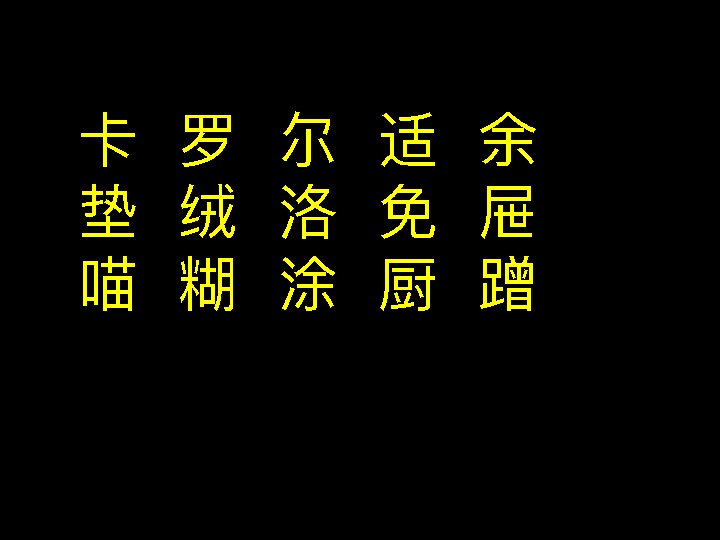 卡 罗 尔 适 余
垫 绒 洛 免 屉
喵 糊 涂 厨 蹭